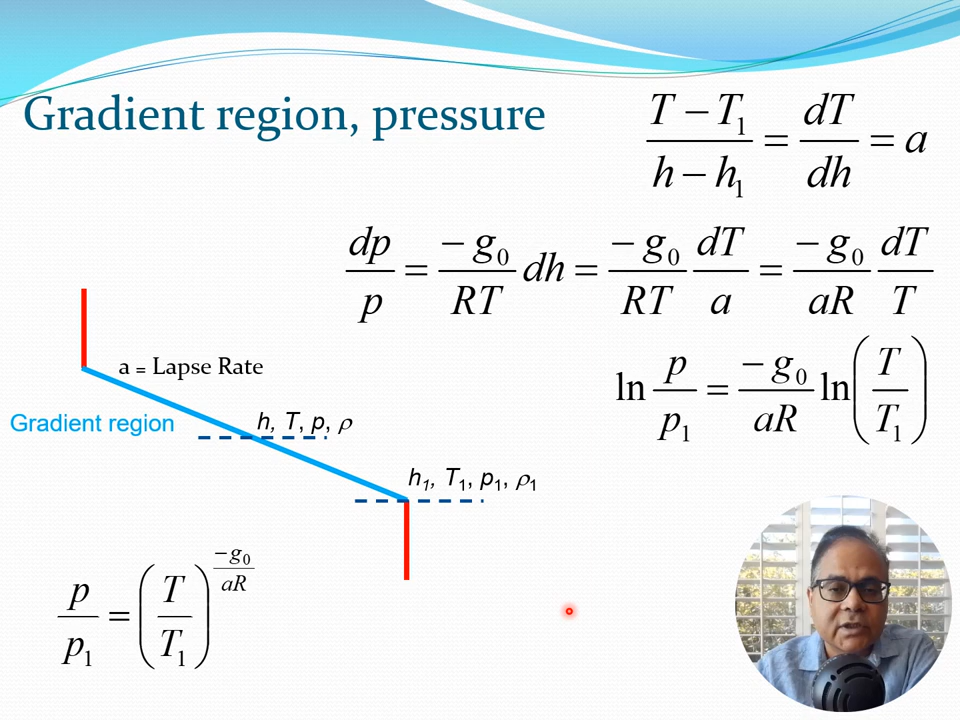 Gradient region, pressure
(T − T₁)/(h − h₁) = dT/dh = a
dp/p = −g₀/RT dh = −g₀/RT dT/a = −g₀/aR dT/T
ln p/p₁ = −g₀/aR ln(T/T₁)
a = Lapse Rate
Gradient region
h, T, p, ρ
h₁, T₁, p₁, ρ₁
p/p₁ = (T/T₁)^(−g₀/aR)